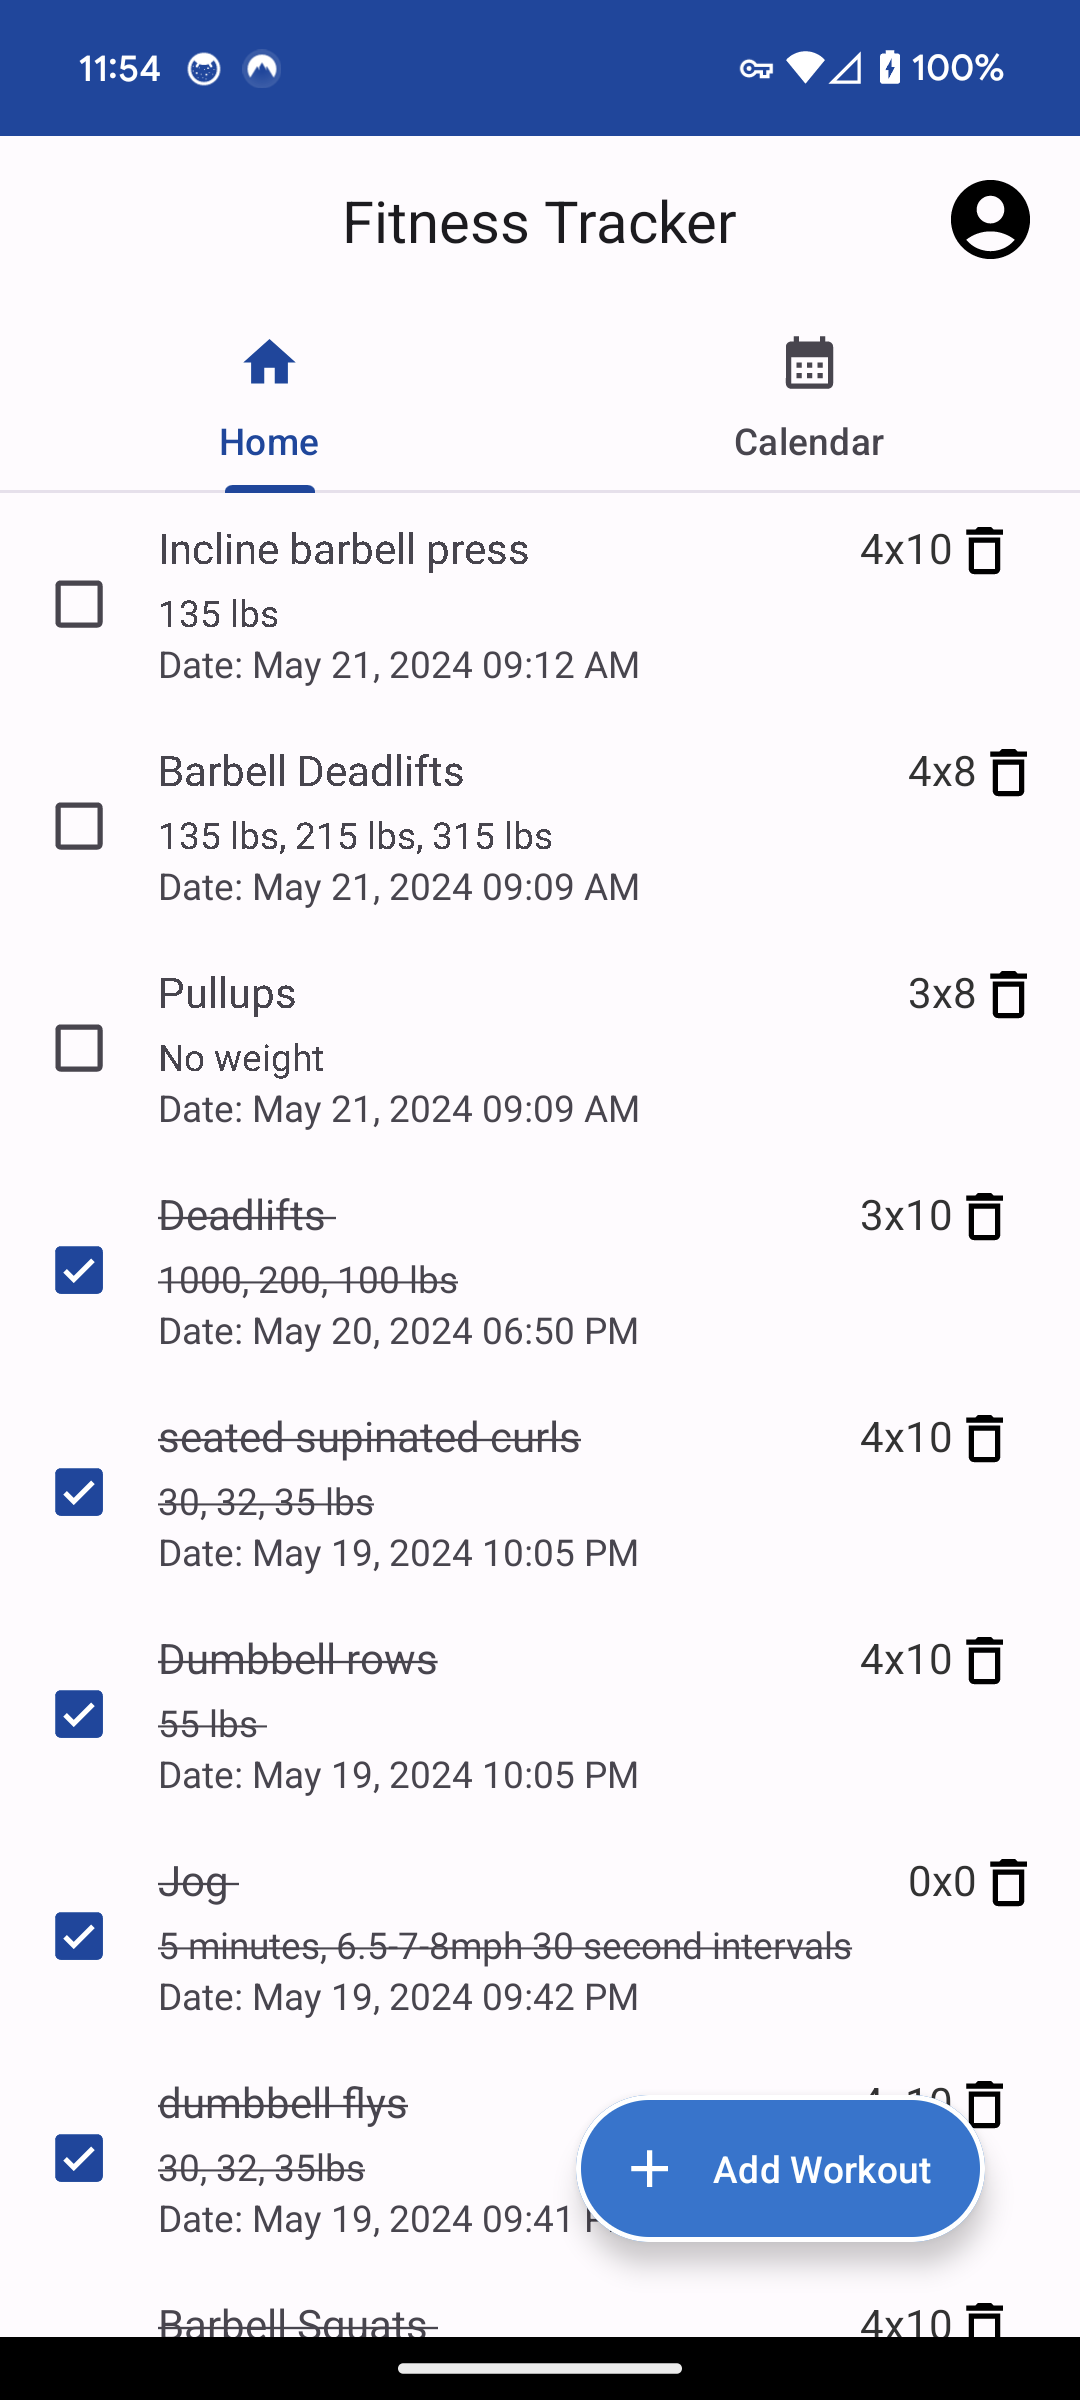 11:54
100%
Fitness Tracker
Home
Calendar
Incline barbell press
4x10
135 lbs
Date: May 21, 2024 09:12 AM
Barbell Deadlifts
4x8
135 lbs, 215 lbs, 315 lbs
Date: May 21, 2024 09:09 AM
Pullups
3x8
No weight
Date: May 21, 2024 09:09 AM
Deadlifts
3x10
1000, 200, 100 lbs
Date: May 20, 2024 06:50 PM
seated supinated curls
4x10
30, 32, 35 lbs
Date: May 19, 2024 10:05 PM
Dumbbell rows
4x10
55 lbs
Date: May 19, 2024 10:05 PM
Jog
0x0
5 minutes, 6.5-7-8mph 30 second intervals
Date: May 19, 2024 09:42 PM
dumbbell flys
30, 32, 35lbs
Date: May 19, 2024 09:41
Add Workout
Barbell Squats
4x10